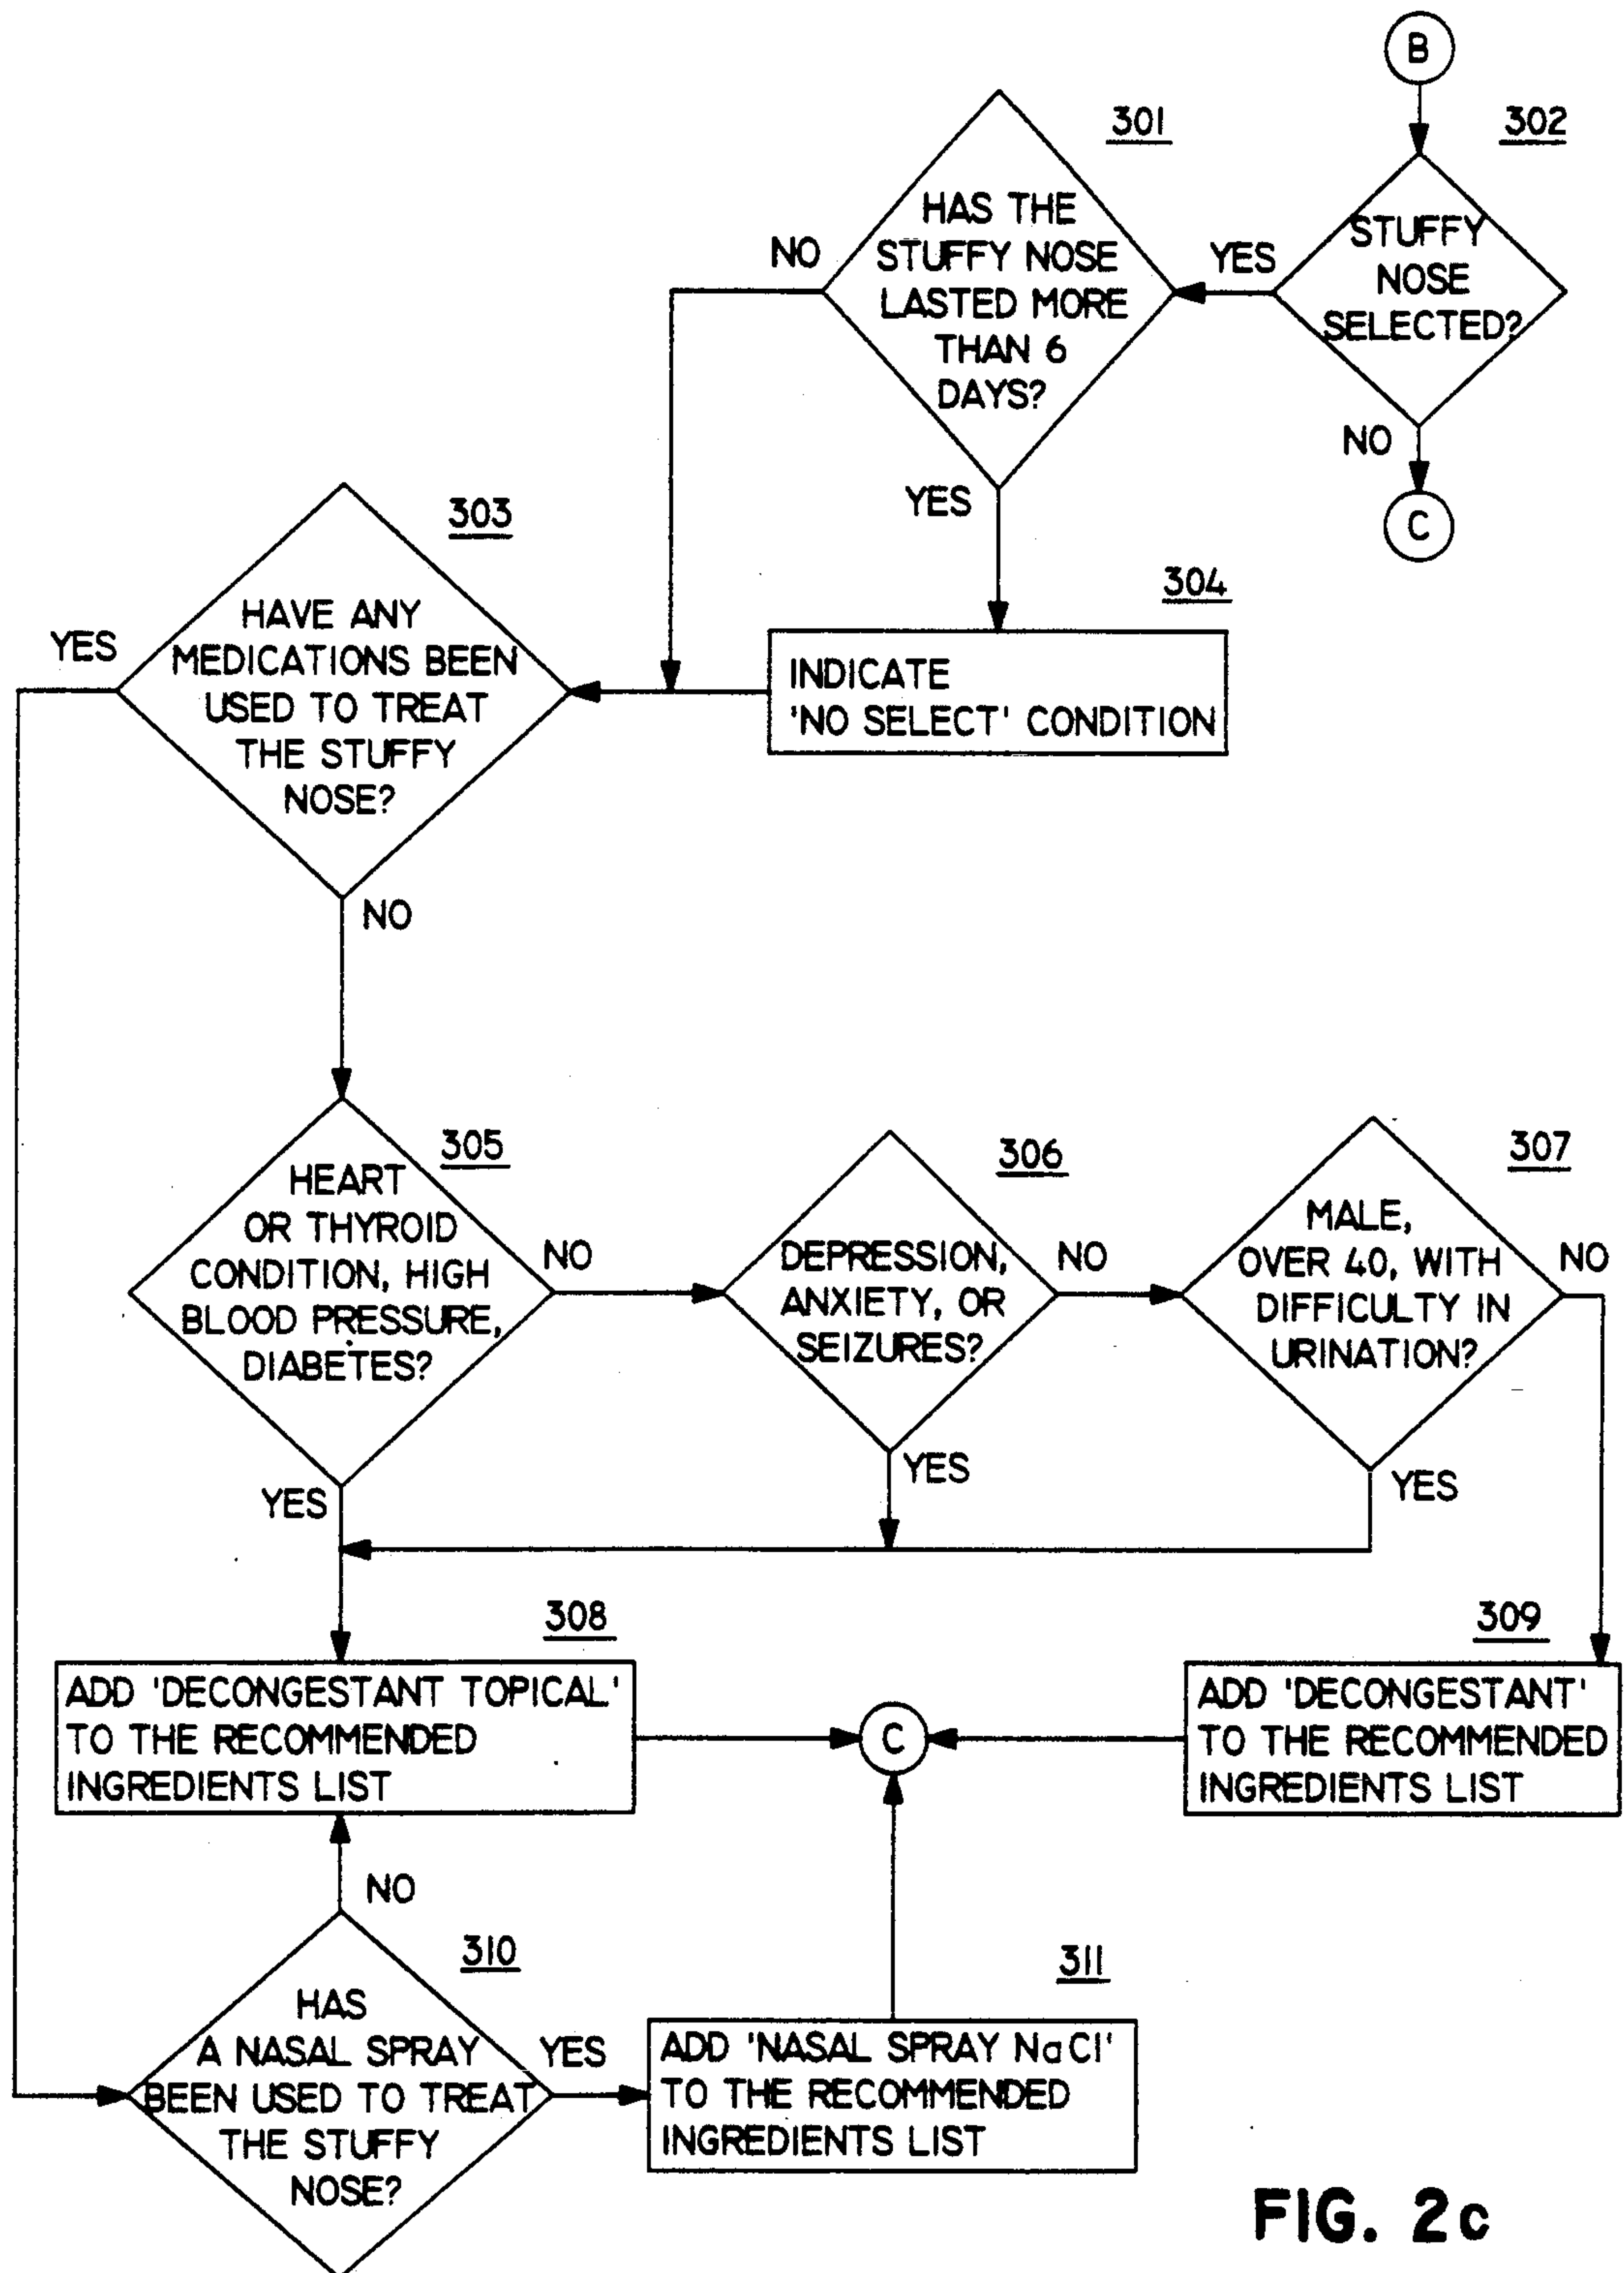 B
302
STUFFY
NOSE
SELECTED?
YES
NO
C
301
HAS THE
STUFFY NOSE
LASTED MORE
THAN 6
DAYS?
NO
YES
304
INDICATE
'NO SELECT' CONDITION
303
HAVE ANY
MEDICATIONS BEEN
USED TO TREAT
THE STUFFY
NOSE?
YES
NO
305
HEART
OR THYROID
CONDITION, HIGH
BLOOD PRESSURE,
DIABETES?
NO
YES
306
DEPRESSION,
ANXIETY, OR
SEIZURES?
NO
YES
307
MALE,
OVER 40, WITH
DIFFICULTY IN
URINATION?
NO
YES
308
ADD 'DECONGESTANT TOPICAL'
TO THE RECOMMENDED
INGREDIENTS LIST
C
309
ADD 'DECONGESTANT'
TO THE RECOMMENDED
INGREDIENTS LIST
NO
310
HAS
A NASAL SPRAY
BEEN USED TO TREAT
THE STUFFY
NOSE?
YES
311
ADD 'NASAL SPRAY NaCl'
TO THE RECOMMENDED
INGREDIENTS LIST
FIG. 2c